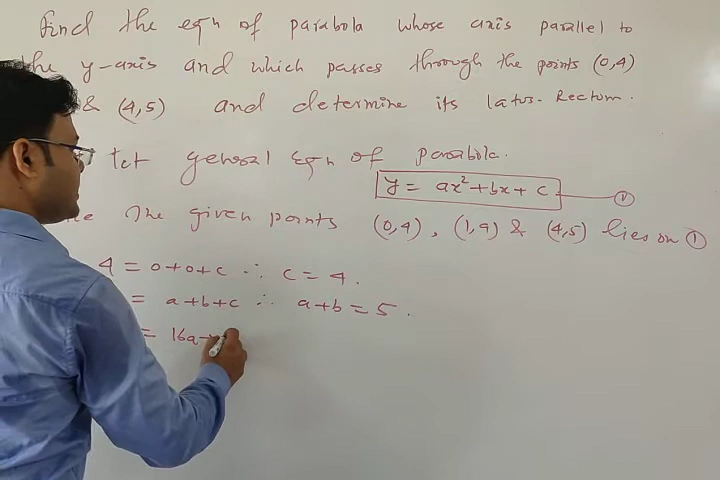 Find the eqn of parabola whose axis parallel to
the y-axis and which passes through the points (0,4)
& (4,5) and determine its latus-Rectum.
Let general Eqn of parabola.
y = ax² + bx + c
The given points (0,4), (1,9) & (4,5) lies on ①
4 = 0+0+c ∴ c = 4.
= a+b+c ∴ a+b = 5.
= 16a+